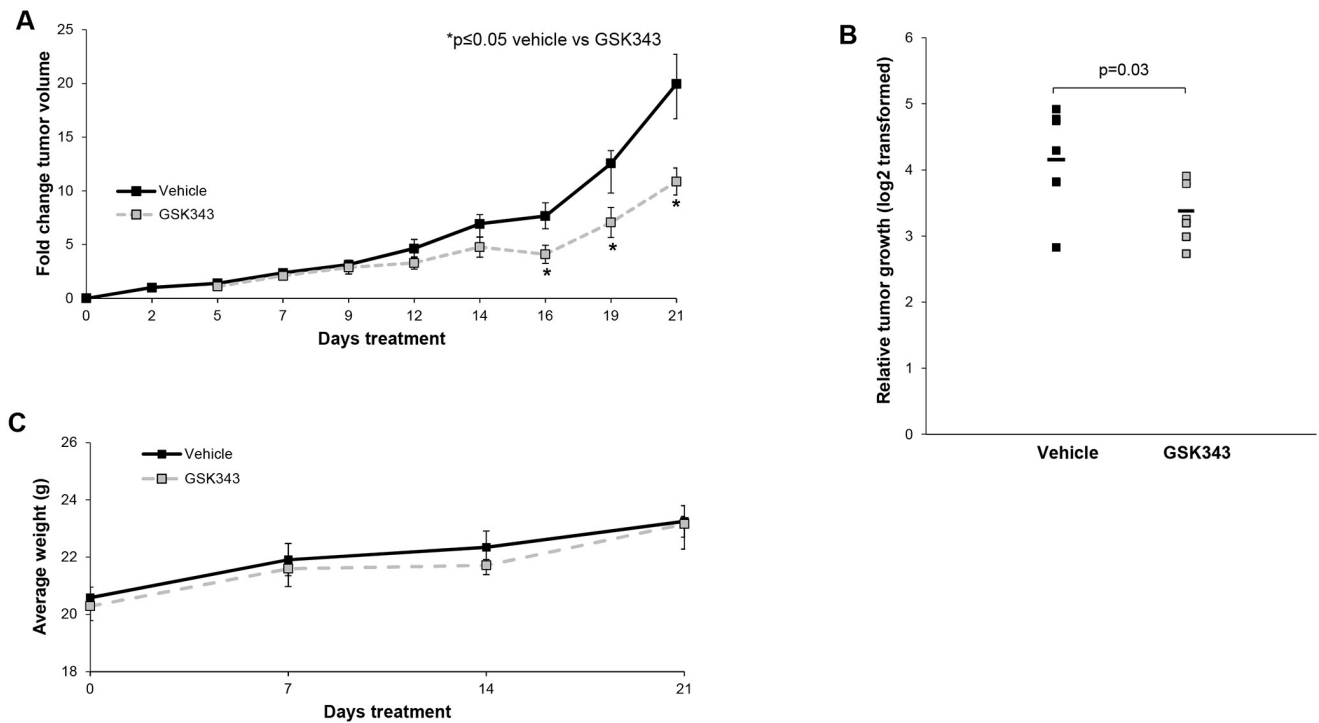 A
25
20
15
10
5
0
Fold change tumor volume
*p≤0.05 vehicle vs GSK343
Vehicle
GSK343
*
*
*
0 2 5 7 9 12 14 16 19 21
Days treatment
B
6
5
4
3
2
1
0
Relative tumor growth (log2 transformed)
p=0.03
Vehicle GSK343
C
26
24
22
20
18
Average weight (g)
Vehicle
GSK343
0 7 14 21
Days treatment